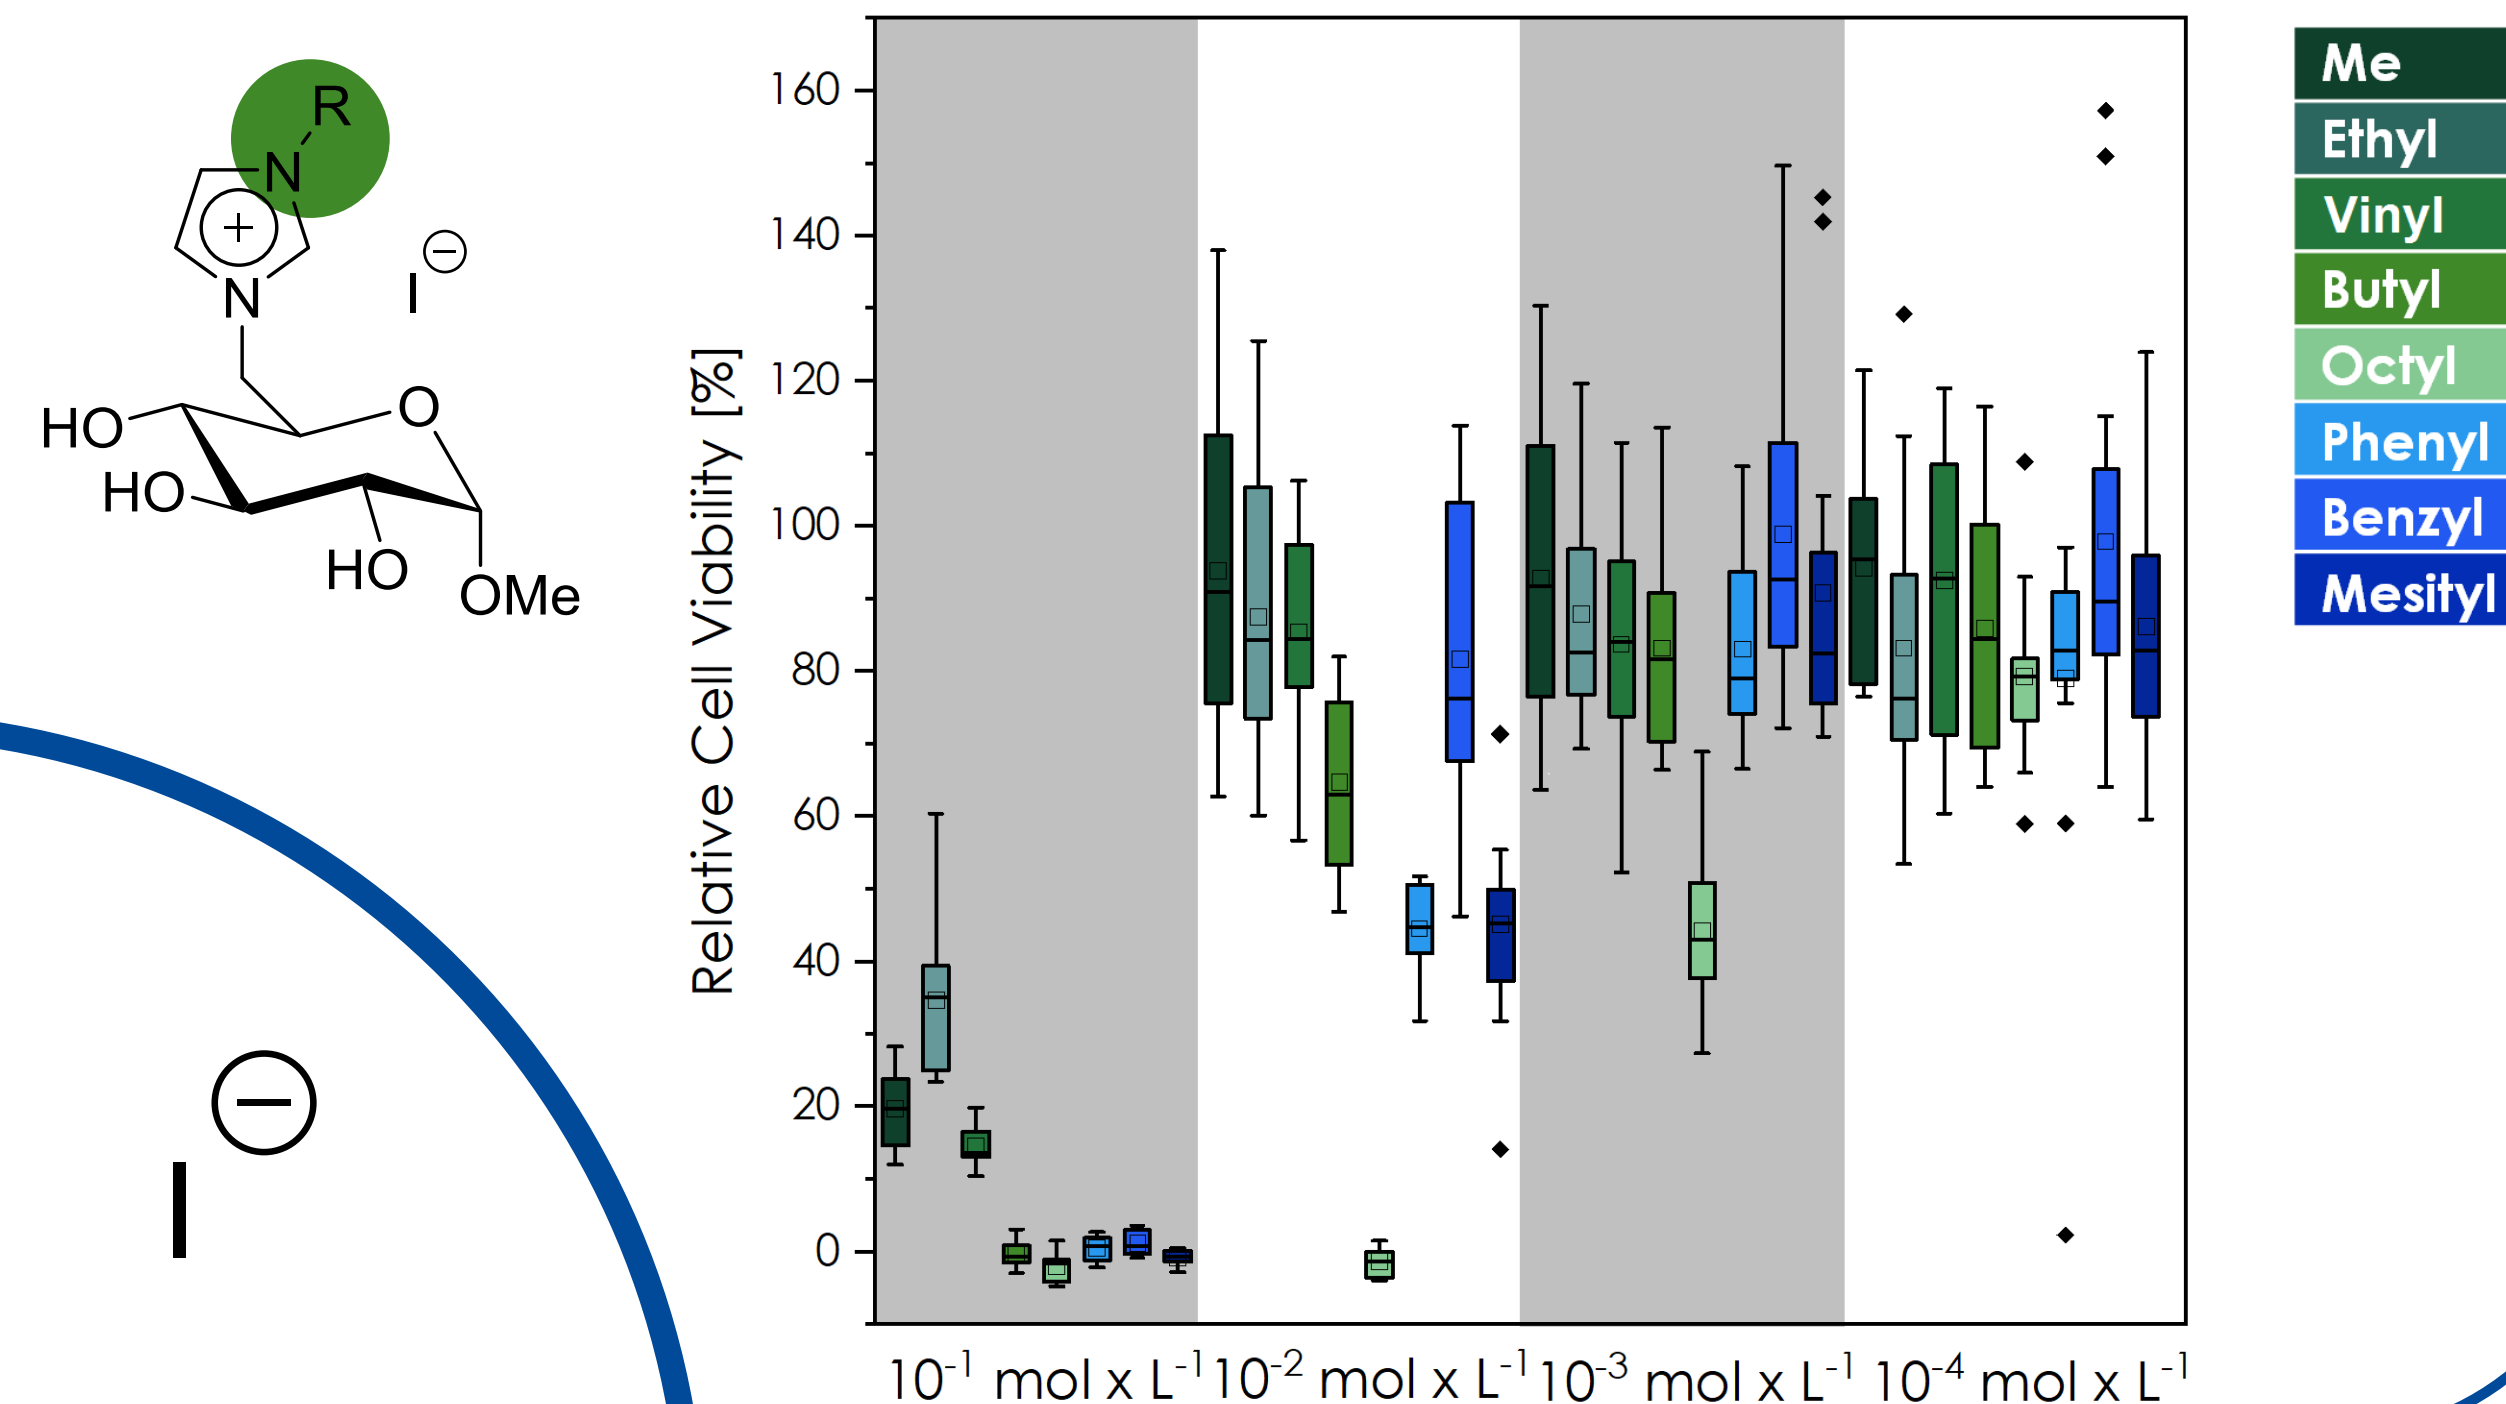 R
N
+
N
I
−
HO
O
HO
HO
OMe
I
−
Relative Cell Viability [%]
160
140
120
100
80
60
40
20
0
10⁻¹ mol x L⁻¹
10⁻² mol x L⁻¹
10⁻³ mol x L⁻¹
10⁻⁴ mol x L⁻¹
Me
Ethyl
Vinyl
Butyl
Octyl
Phenyl
Benzyl
Mesityl